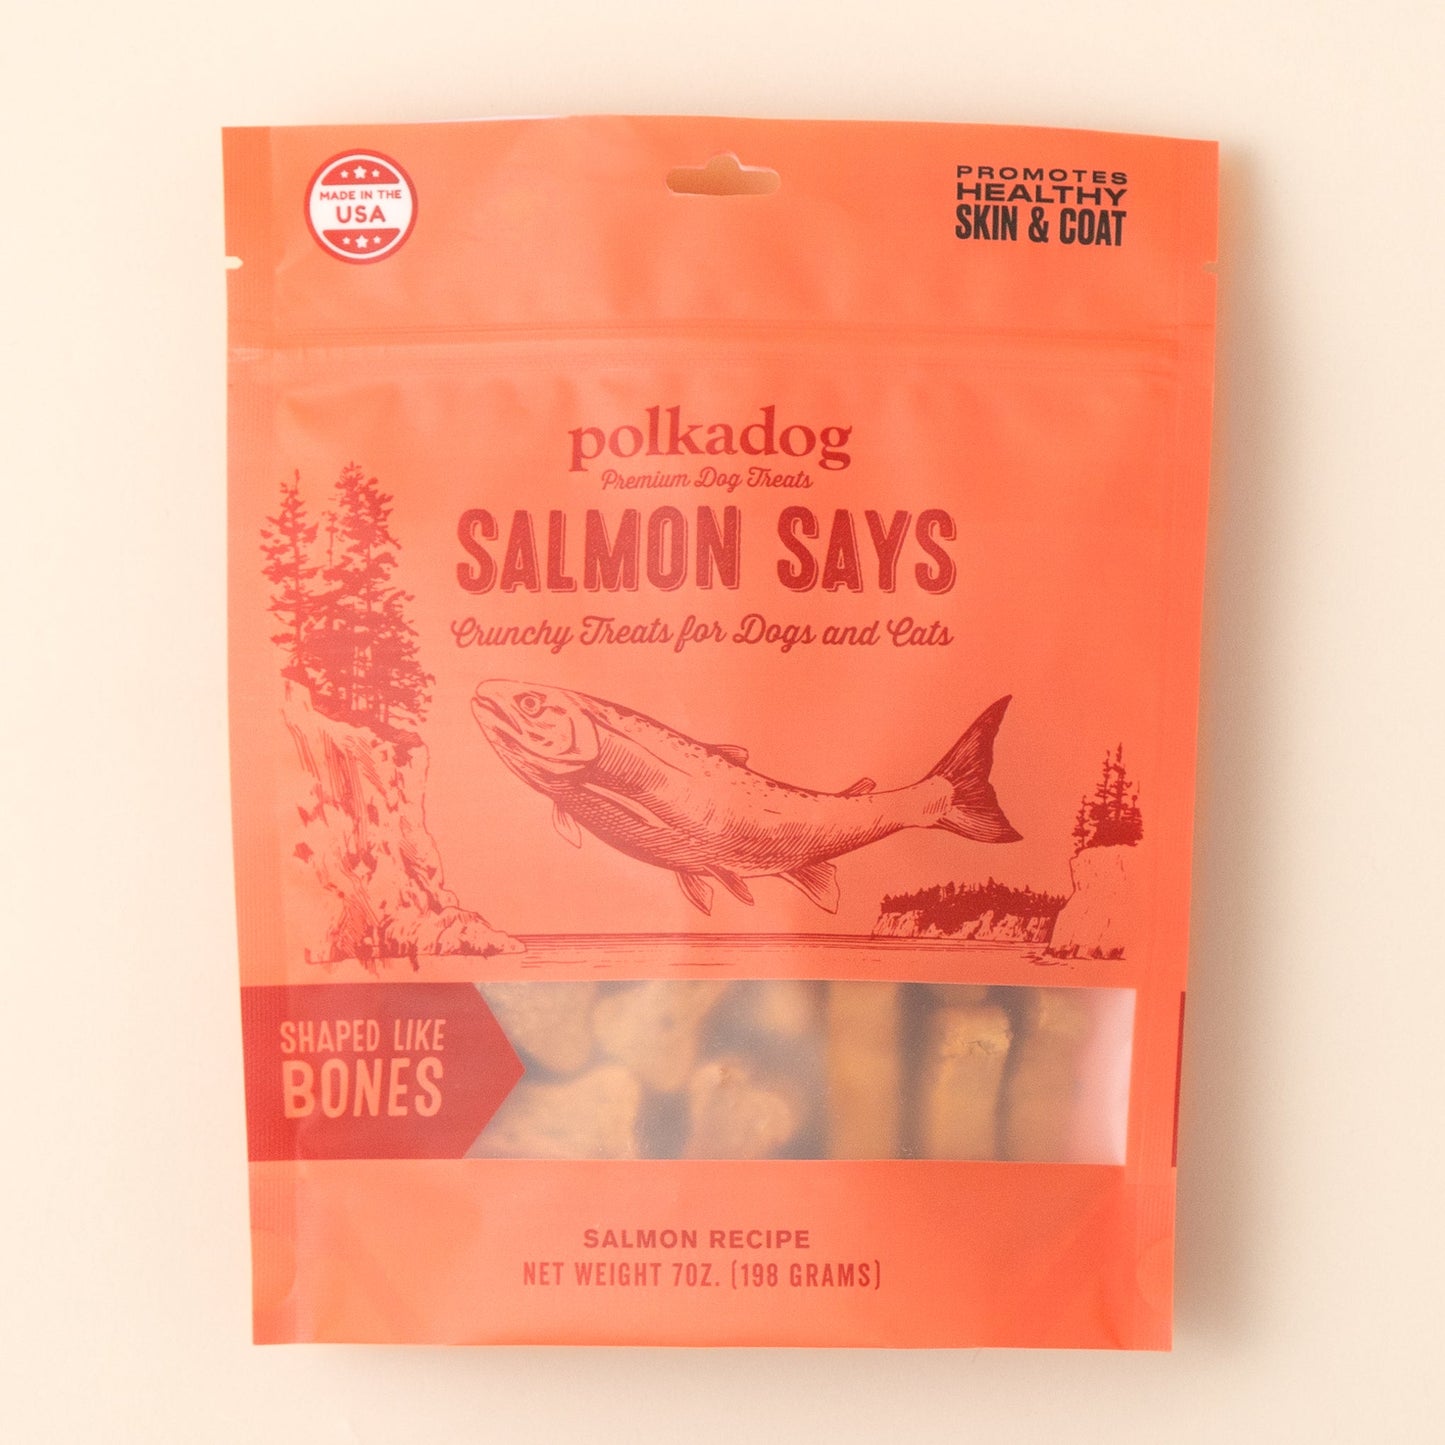 MADE IN THE
USA
PROMOTES
HEALTHY
SKIN & COAT
polkadog
Premium Dog Treats
SALMON SAYS
Crunchy Treats for Dogs and Cats
SHAPED LIKE
BONES
SALMON RECIPE
NET WEIGHT 7OZ. (198 GRAMS)